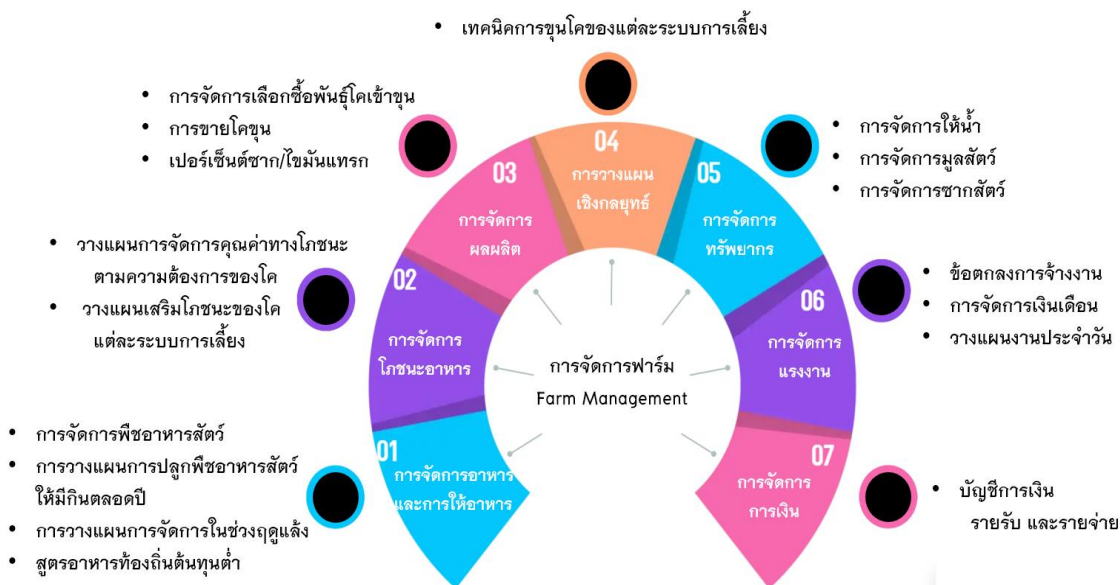 • เทคนิคการขุนโคของแต่ละระบบการเลี้ยง
• การจัดการเลือกซื้อพันธุ์โคเข้าขุน
• การขายโคขุน
• เปอร์เซ็นต์ซาก/ไขมันแทรก
• การจัดการให้น้ำ
• การจัดการมูลสัตว์
• การจัดการซากสัตว์
04
การวางแผน
เชิงกลยุทธ์
03
การจัดการ
ผลผลิต
05
การจัดการ
ทรัพยากร
• วางแผนการจัดการคุณค่าทางโภชนะ
ตามความต้องการของโค
• วางแผนเสริมโภชนะของโค
แต่ละระบบการเลี้ยง
02
การจัดการ
โภชนะอาหาร
06
การจัดการ
แรงงาน
• ข้อตกลงการจ้างงาน
• การจัดการเงินเดือน
• วางแผนงานประจำวัน
การจัดการฟาร์ม
Farm Management
• การจัดการพืชอาหารสัตว์
• การวางแผนการปลูกพืชอาหารสัตว์
ให้มีกินตลอดปี
• การวางแผนการจัดการในช่วงฤดูแล้ง
• สูตรอาหารท้องถิ่นต้นทุนต่ำ
01
การจัดการอาหาร
และการให้อาหาร
07
การจัดการ
การเงิน
• บัญชีการเงิน
รายรับ และรายจ่าย